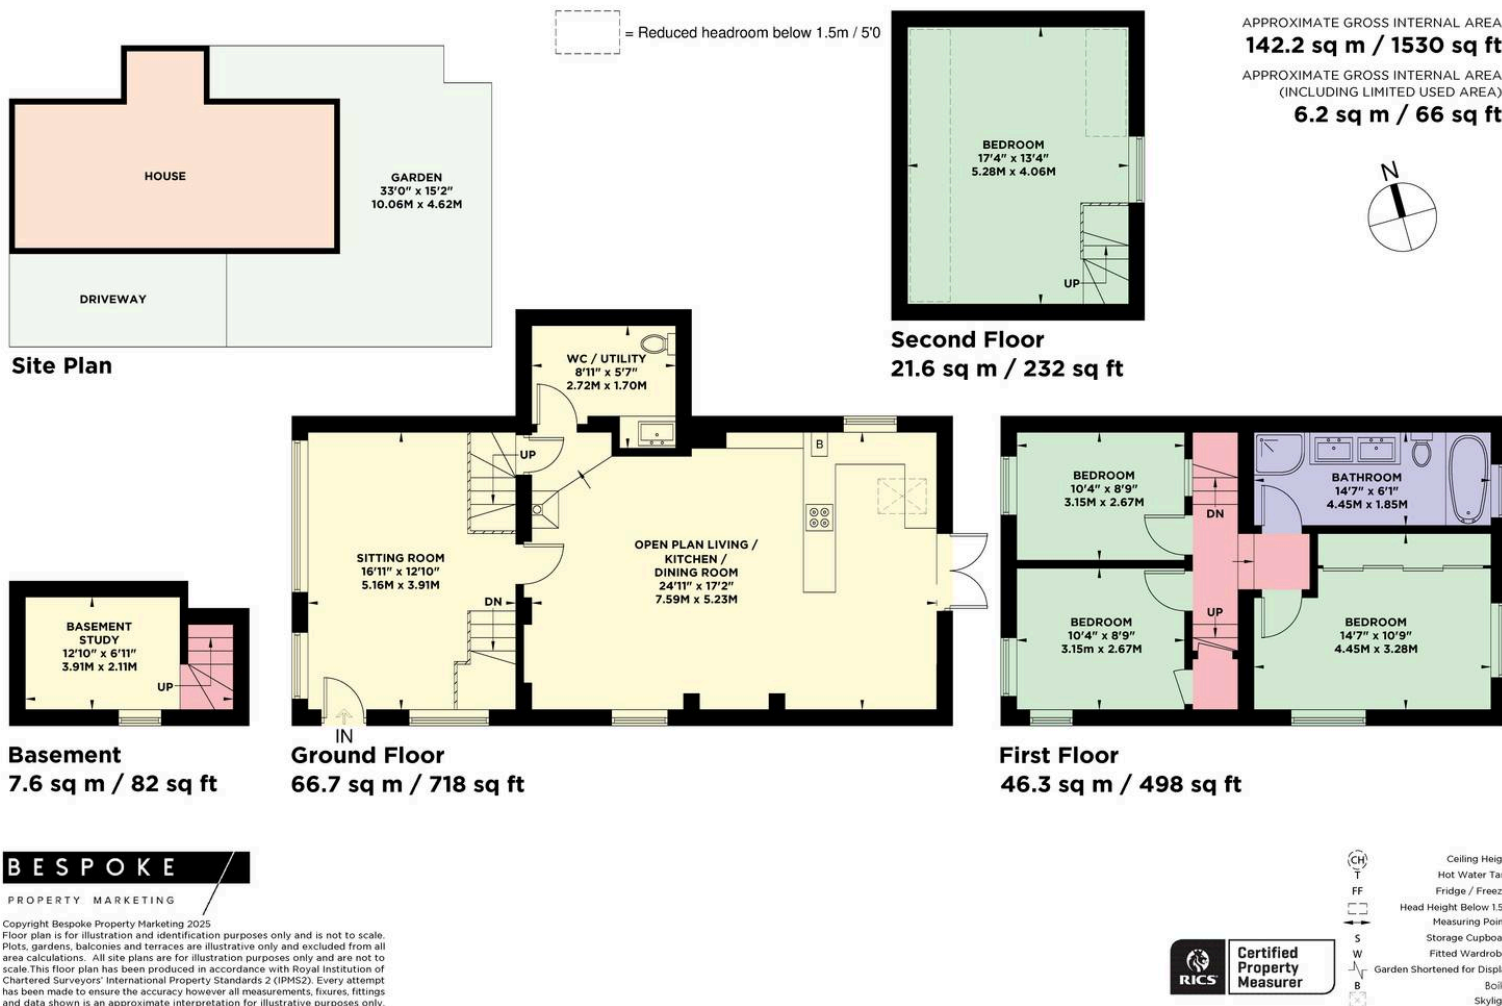 = Reduced headroom below 1.5m / 5'0
APPROXIMATE GROSS INTERNAL AREA
142.2 sq m / 1530 sq ft
APPROXIMATE GROSS INTERNAL AREA
(INCLUDING LIMITED USED AREA)
6.2 sq m / 66 sq ft
N
HOUSE
GARDEN
33'0" x 15'2"
10.06M x 4.62M
DRIVEWAY
Site Plan
BEDROOM
17'4" x 13'4"
5.28M x 4.06M
UP
Second Floor
21.6 sq m / 232 sq ft
BASEMENT
STUDY
12'10" x 6'11"
3.91M x 2.11M
UP
Basement
7.6 sq m / 82 sq ft
WC / UTILITY
8'11" x 5'7"
2.72M x 1.70M
UP
B
SITTING ROOM
16'11" x 12'10"
5.16M x 3.91M
DN
OPEN PLAN LIVING /
KITCHEN /
DINING ROOM
24'11" x 17'2"
7.59M x 5.23M
IN
Ground Floor
66.7 sq m / 718 sq ft
BEDROOM
10'4" x 8'9"
3.15M x 2.67M
DN
BATHROOM
14'7" x 6'1"
4.45M x 1.85M
BEDROOM
10'4" x 8'9"
3.15m x 2.67M
UP
BEDROOM
14'7" x 10'9"
4.45M x 3.28M
First Floor
46.3 sq m / 498 sq ft
BESPOKE
PROPERTY MARKETING
Copyright Bespoke Property Marketing 2025
Floor plan is for illustration and identification purposes only and is not to scale.
Plots, gardens, balconies and terraces are illustrative only and excluded from all
area calculations. All site plans are for illustration purposes only and are not to
scale.This floor plan has been produced in accordance with Royal Institution of
Chartered Surveyors' International Property Standards 2 (IPMS2). Every attempt
has been made to ensure the accuracy however all measurements, fixures, fittings
and data shown is an approximate interpretation for illustrative purposes only.
RICS
Certified
Property
Measurer
CH Ceiling Heig
T Hot Water Ta
FF Fridge / Freez
Head Height Below 1.5
Measuring Poin
S Storage Cupboa
W Fitted Wardrob
Garden Shortened for Displa
B Boil
Skylig